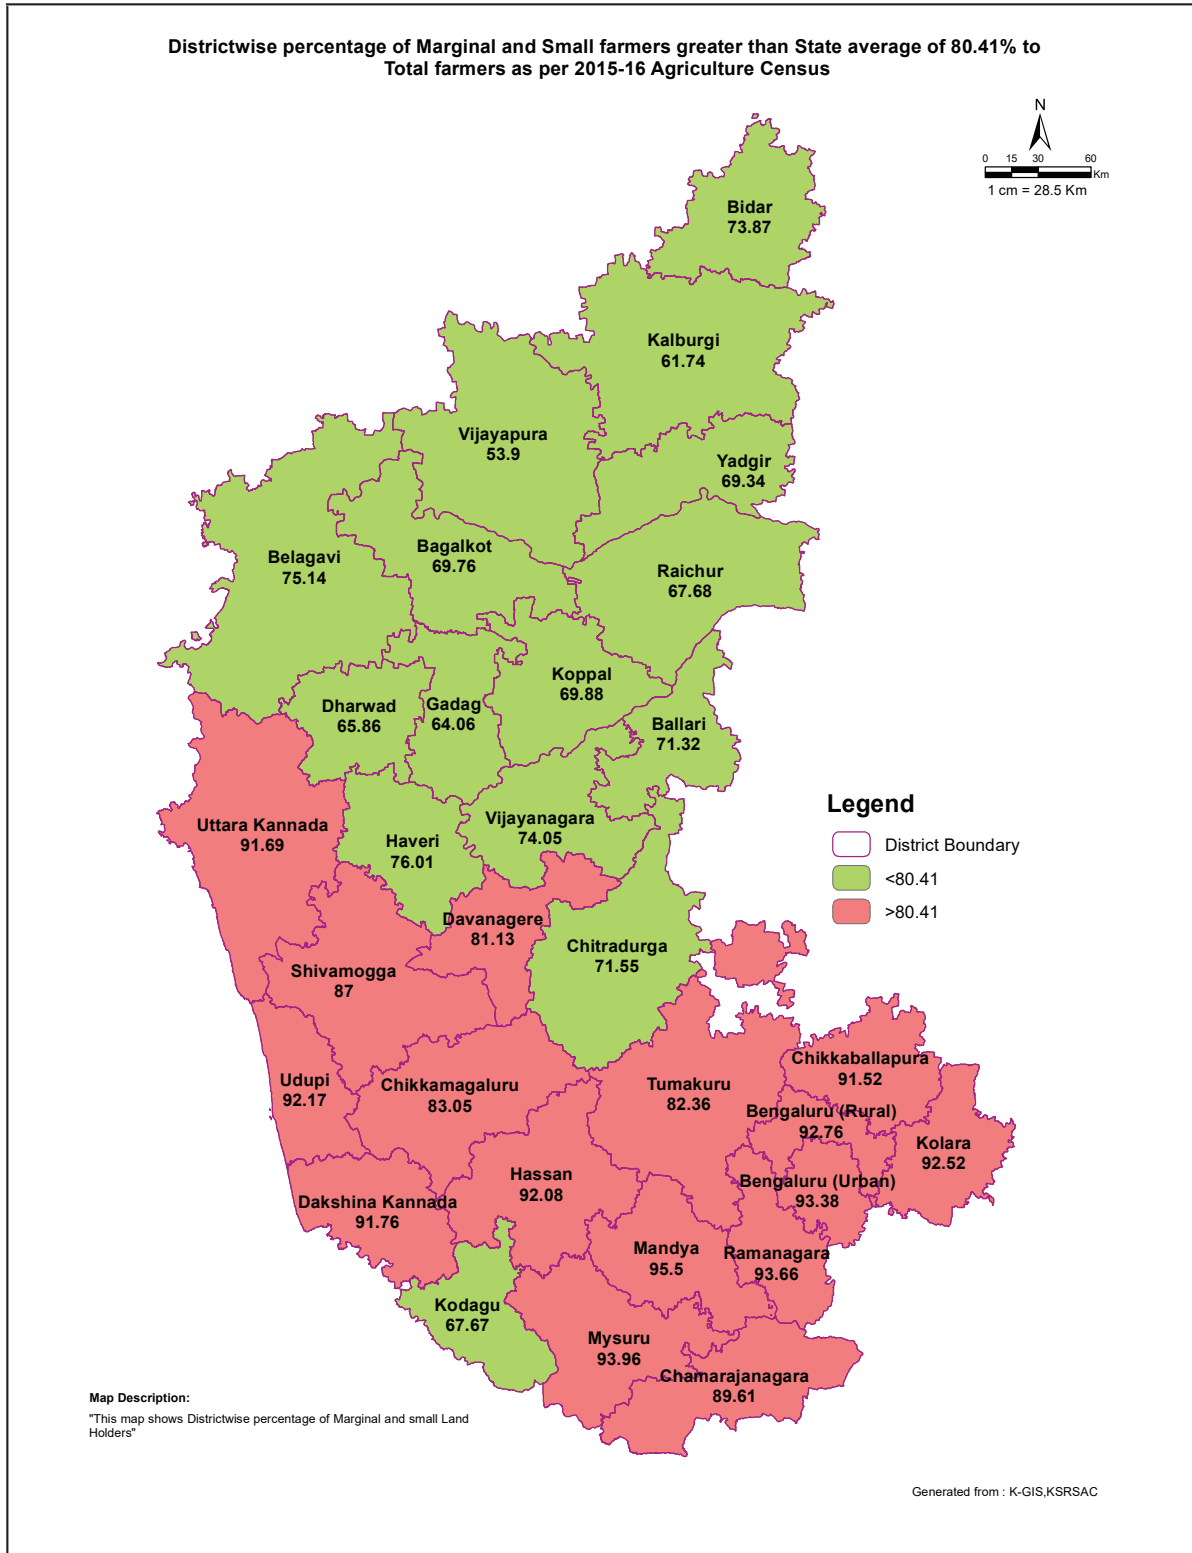 Districtwise percentage of Marginal and Small farmers greater than State average of 80.41% to
Total farmers as per 2015-16 Agriculture Census
N
0 15 30 60
Km
1 cm = 28.5 Km
Bidar
73.87
Kalburgi
61.74
Vijayapura
53.9
Yadgir
69.34
Bagalkot
69.76
Belagavi
75.14
Raichur
67.68
Koppal
69.88
Dharwad
65.86
Gadag
64.06
Ballari
71.32
Legend
District Boundary
<80.41
>80.41
Uttara Kannada
91.69
Haveri
76.01
Vijayanagara
74.05
Davanagere
81.13
Chitradurga
71.55
Shivamogga
87
Udupi
92.17
Chikkamagaluru
83.05
Tumakuru
82.36
Chikkaballapura
91.52
Bengaluru (Rural)
92.76
Kolara
92.52
Hassan
92.08
Bengaluru (Urban)
93.38
Dakshina Kannada
91.76
Mandya
95.5
Ramanagara
93.66
Kodagu
67.67
Mysuru
93.96
Chamarajanagara
89.61
Map Description:
"This map shows Districtwise percentage of Marginal and small Land
Holders"
Generated from : K-GIS,KSRSAC